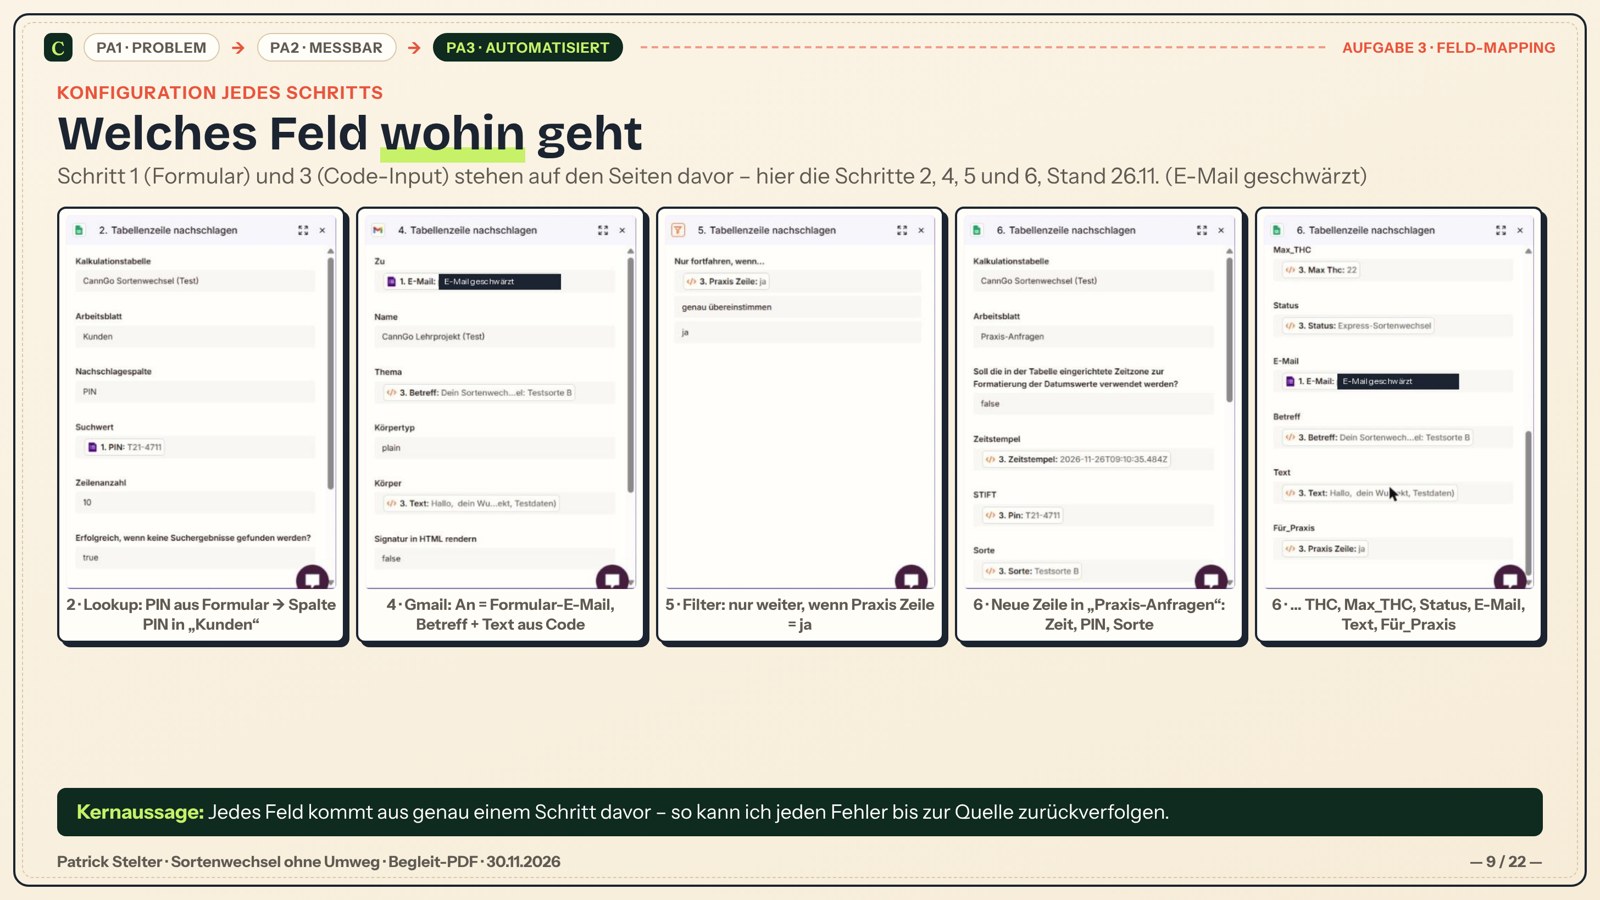 C
PA1 · PROBLEM → PA2 · MESSBAR → PA3 · AUTOMATISIERT
AUFGABE 3 · FELD-MAPPING
KONFIGURATION JEDES SCHRITTS
Welches Feld wohin geht
Schritt 1 (Formular) und 3 (Code-Input) stehen auf den Seiten davor – hier die Schritte 2, 4, 5 und 6, Stand 26.11. (E-Mail geschwärzt)
2. Tabellenzeile nachschlagen
Kalkulationstabelle
CannGo Sortenwechsel (Test)
Arbeitsblatt
Kunden
Nachschlagespalte
PIN
Suchwert
1. PIN: T21-4711
Zeilenanzahl
10
Erfolgreich, wenn keine Suchergebnisse gefunden werden?
true
2 · Lookup: PIN aus Formular → Spalte
PIN in „Kunden“
4. Tabellenzeile nachschlagen
Zu
1. E-Mail: E-Mail geschwärzt
Name
CannGo Lehrprojekt (Test)
Thema
3. Betreff: Dein Sortenwech...el: Testsorte B
Körpertyp
plain
Körper
3. Text: Hallo, dein Wu...ekt, Testdaten)
Signatur in HTML rendern
false
4 · Gmail: An = Formular-E-Mail,
Betreff + Text aus Code
5. Tabellenzeile nachschlagen
Nur fortfahren, wenn...
3. Praxis Zeile: ja
genau übereinstimmen
ja
5 · Filter: nur weiter, wenn Praxis Zeile
= ja
6. Tabellenzeile nachschlagen
Kalkulationstabelle
CannGo Sortenwechsel (Test)
Arbeitsblatt
Praxis-Anfragen
Soll die in der Tabelle eingerichtete Zeitzone zur
Formatierung der Datumswerte verwendet werden?
false
Zeitstempel
3. Zeitstempel: 2026-11-26T09:10:35.484Z
STIFT
3. Pin: T21-4711
Sorte
3. Sorte: Testsorte B
6 · Neue Zeile in „Praxis-Anfragen“:
Zeit, PIN, Sorte
6. Tabellenzeile nachschlagen
Max_THC
3. Max Thc: 22
Status
3. Status: Express-Sortenwechsel
E-Mail
1. E-Mail: E-Mail geschwärzt
Betreff
3. Betreff: Dein Sortenwech...el: Testsorte B
Text
3. Text: Hallo, dein Wu...ekt, Testdaten)
Für_Praxis
3. Praxis Zeile: ja
6 · … THC, Max_THC, Status, E-Mail,
Text, Für_Praxis
Kernaussage: Jedes Feld kommt aus genau einem Schritt davor – so kann ich jeden Fehler bis zur Quelle zurückverfolgen.
Patrick Stelter · Sortenwechsel ohne Umweg · Begleit-PDF · 30.11.2026
— 9 / 22 —